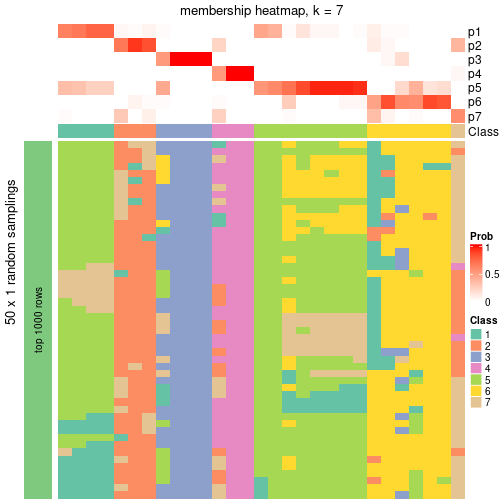 membership heatmap, k = 7
p1
p2
p3
p4
p5
p6
p7
Class
50 x 1 random samplings
top 1000 rows
Prob
1
0.5
0
Class
1
2
3
4
5
6
7